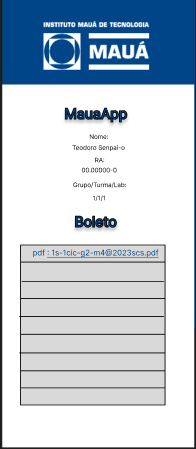 INSTITUTO MAUÁ DE TECNOLOGIA
MAUÁ
MauaApp
Nome:
Teodoro Senpai-o
RA:
00.00000-0
Grupo/Turma/Lab:
1/1/1
Boleto
pdf : 1s-1cic-g2-m4@2023scs.pdf